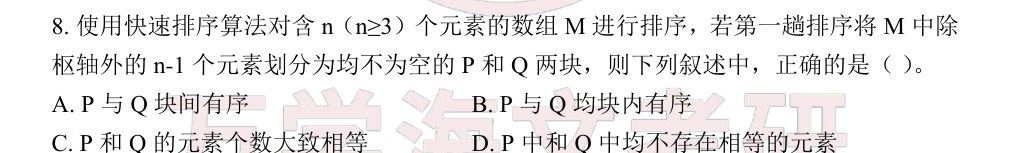 8. 使用快速排序算法对含 n（n≥3）个元素的数组 M 进行排序，若第一趟排序将 M 中除
枢轴外的 n-1 个元素划分为均不为空的 P 和 Q 两块，则下列叙述中，正确的是（ ）。
A. P 与 Q 块间有序 B. P 与 Q 均块内有序
C. P 和 Q 的元素个数大致相等 D. P 中和 Q 中均不存在相等的元素